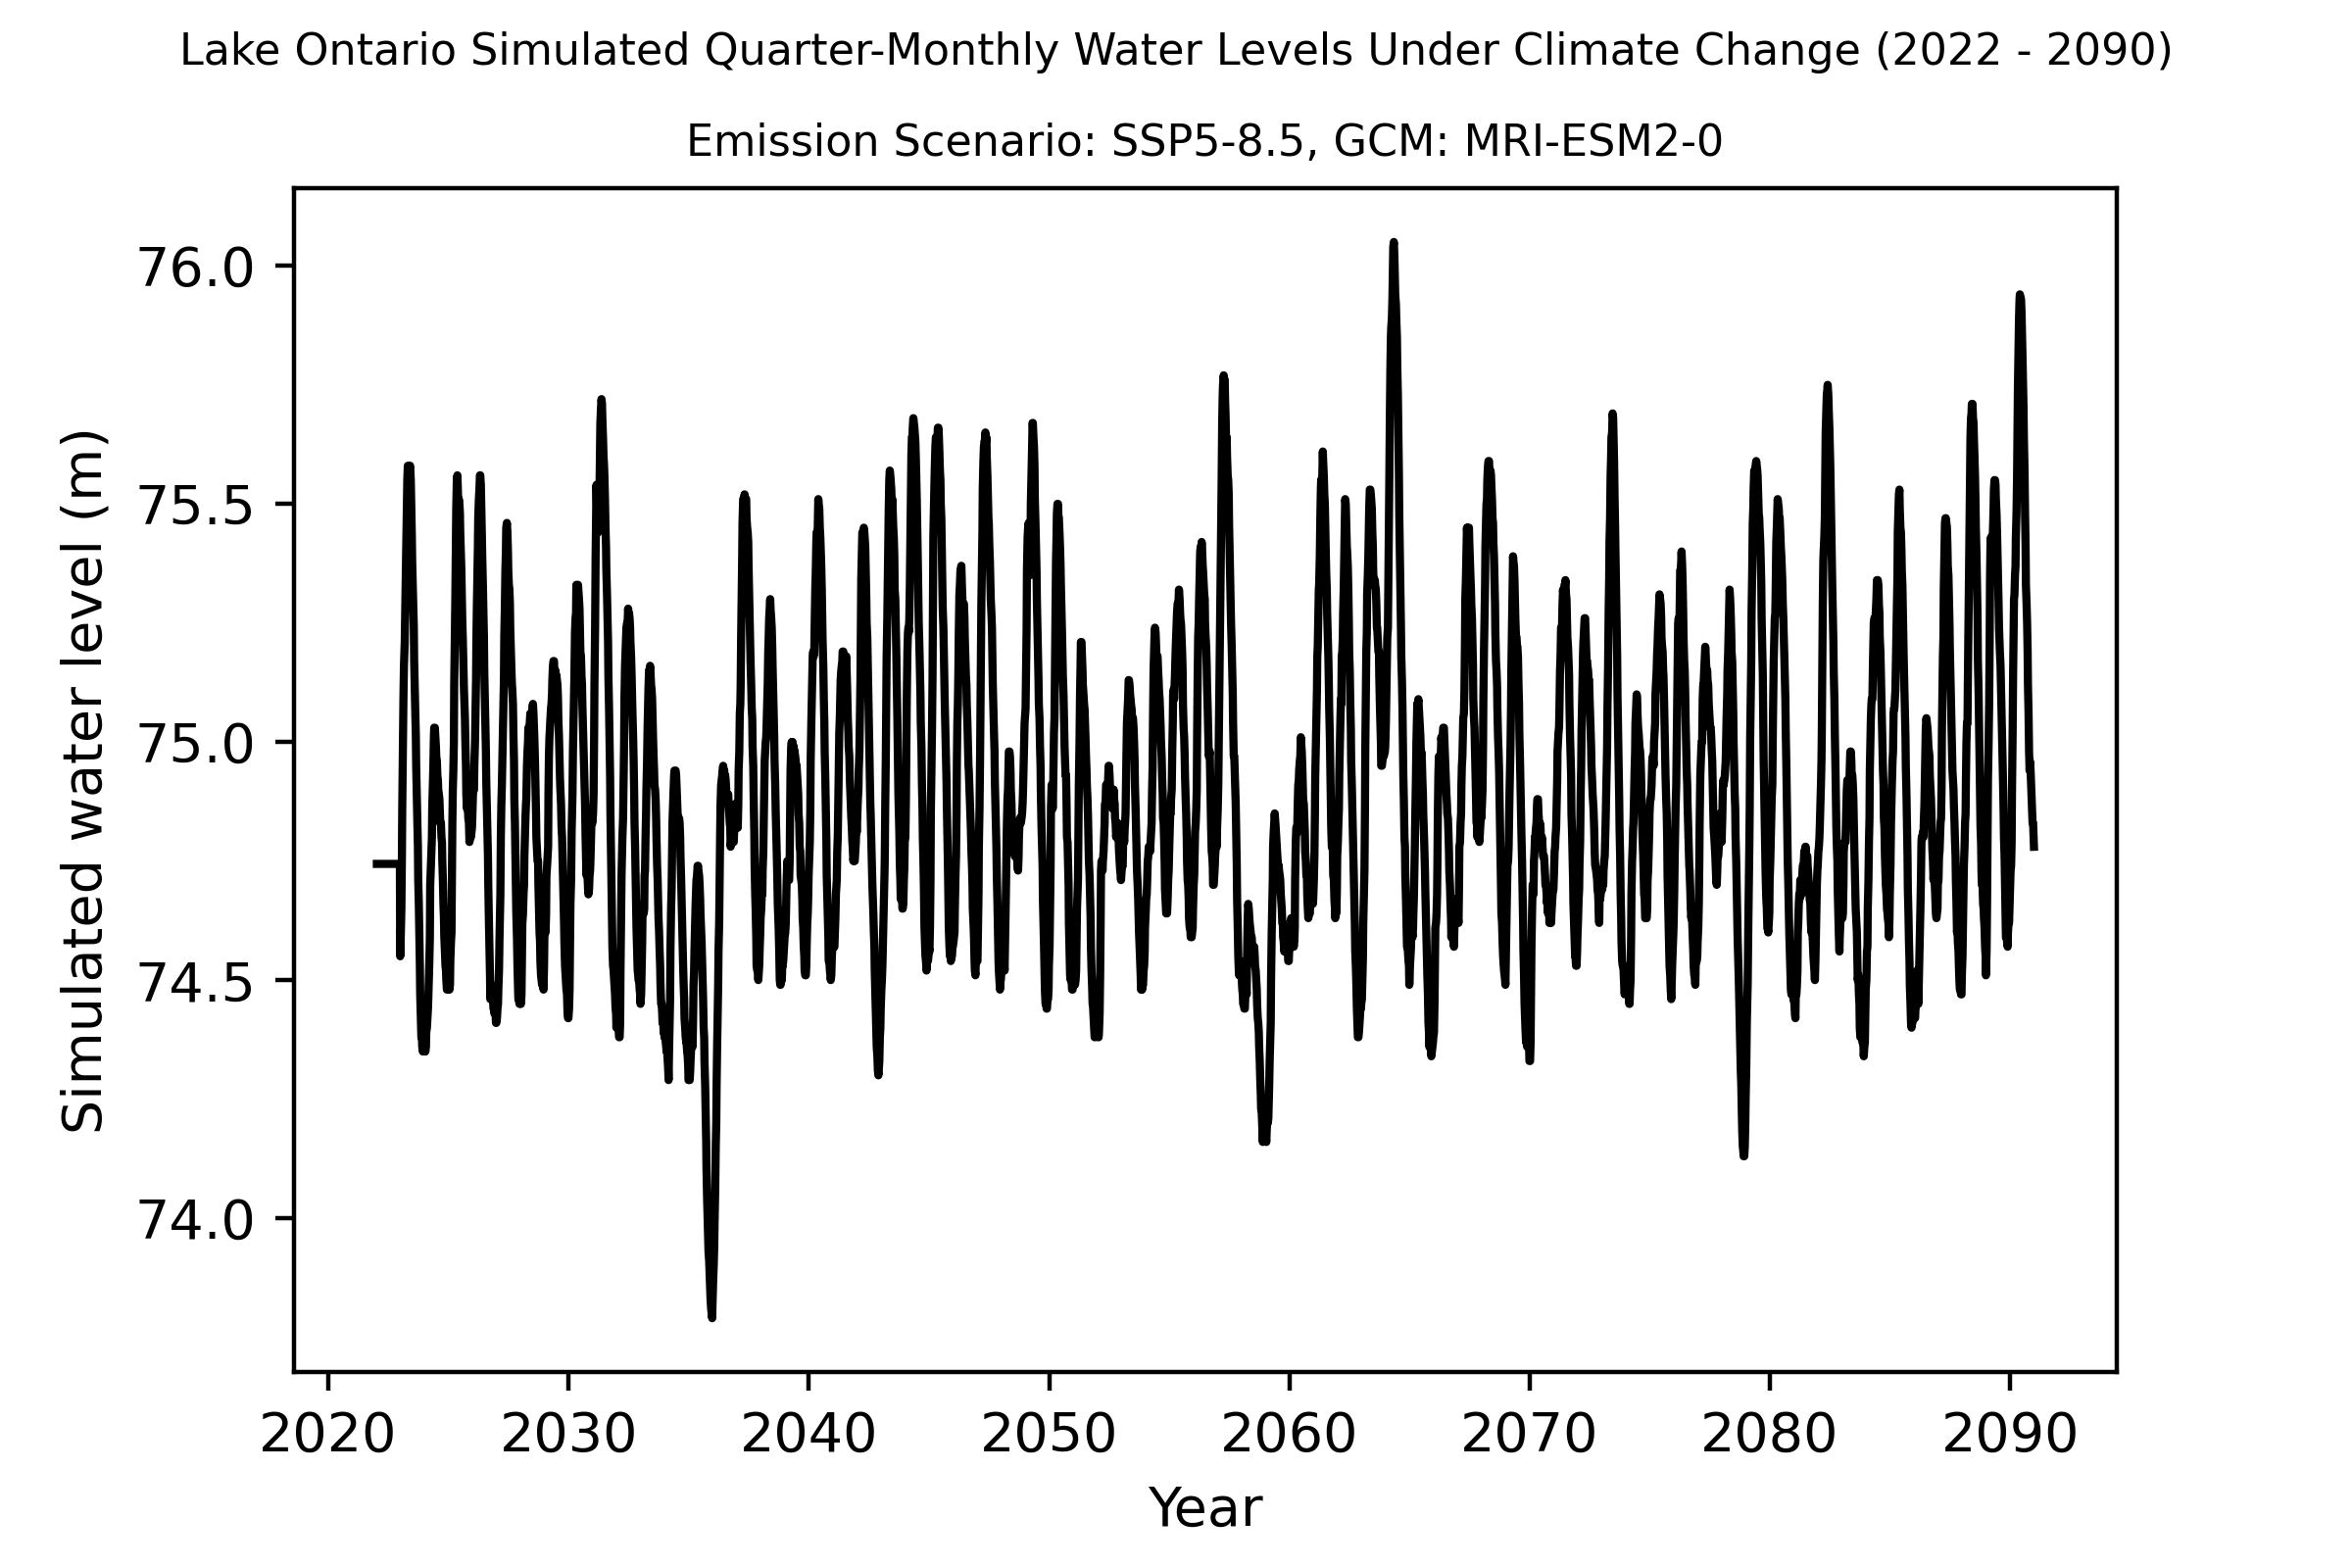 Lake Ontario Simulated Quarter-Monthly Water Levels Under Climate Change (2022 - 2090)
Emission Scenario: SSP5-8.5, GCM: MRI-ESM2-0
Simulated water level (m)
76.0
75.5
75.0
74.5
74.0
2020 2030 2040 2050 2060 2070 2080 2090
Year